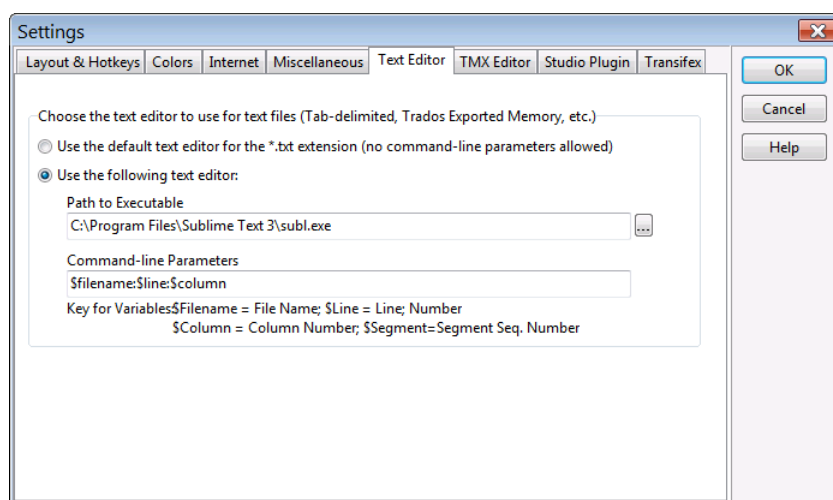 Settings
Layout & Hotkeys Colors Internet Miscellaneous Text Editor TMX Editor Studio Plugin Transifex
OK
Cancel
Help
Choose the text editor to use for text files (Tab-delimited, Trados Exported Memory, etc.)
Use the default text editor for the *.txt extension (no command-line parameters allowed)
Use the following text editor:
Path to Executable
C:\Program Files\Sublime Text 3\subl.exe
...
Command-line Parameters
$filename:$line:$column
Key for Variables:$Filename = File Name; $Line = Line; Number
$Column = Column Number; $Segment=Segment Seq. Number